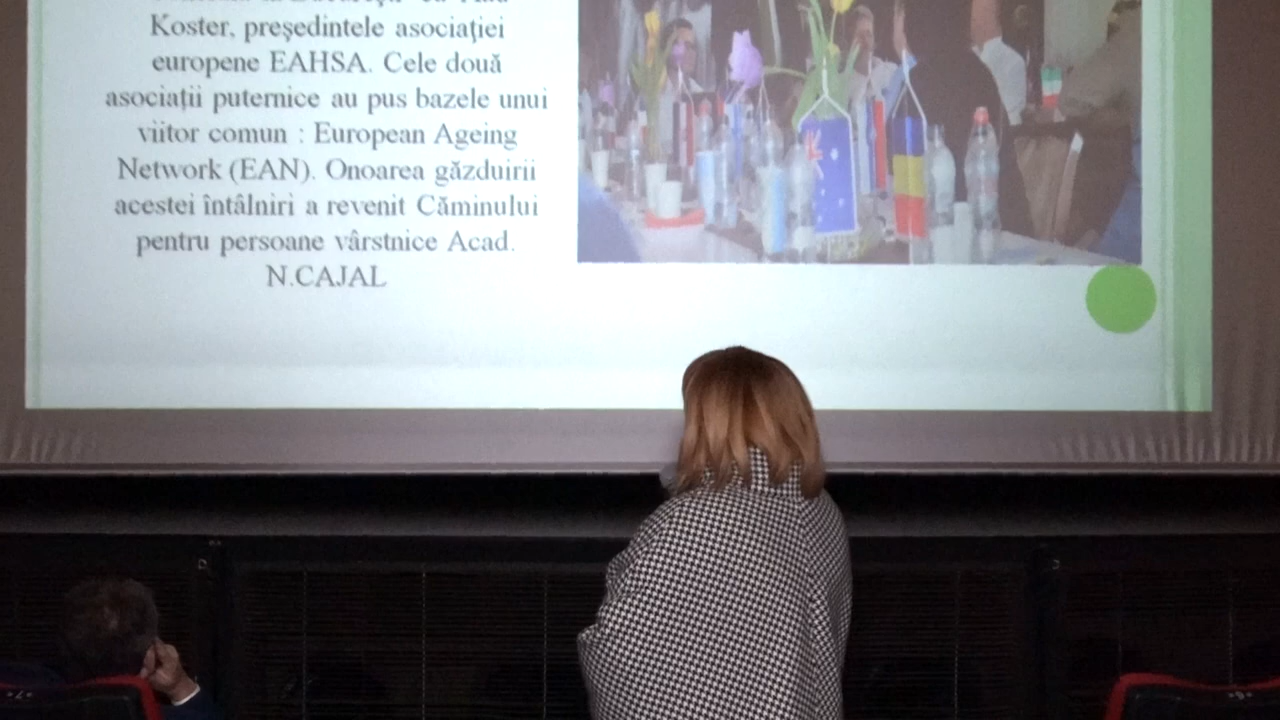 Koster, preşedintele asociaţiei
europene EAHSA. Cele două
asociaţii puternice au pus bazele unui
viitor comun : European Ageing
Network (EAN). Onoarea găzduirii
acestei întâlniri a revenit Căminului
pentru persoane vârstnice Acad.
N.CAJAL